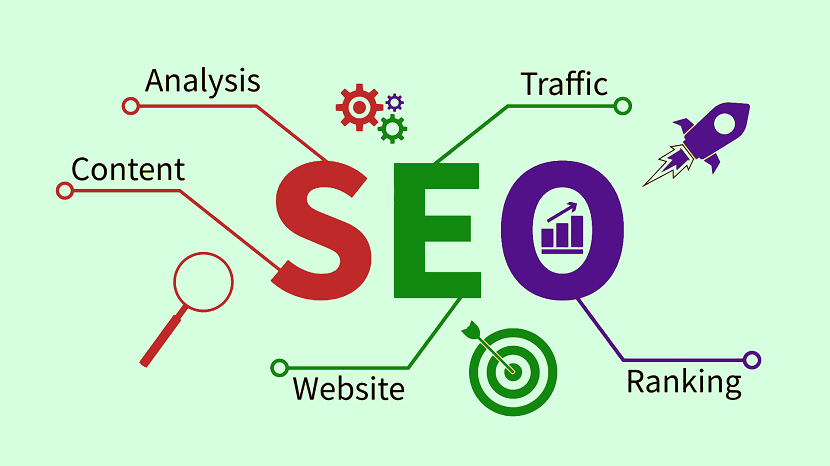 Analysis
Traffic
Content
SEO
Website
Ranking